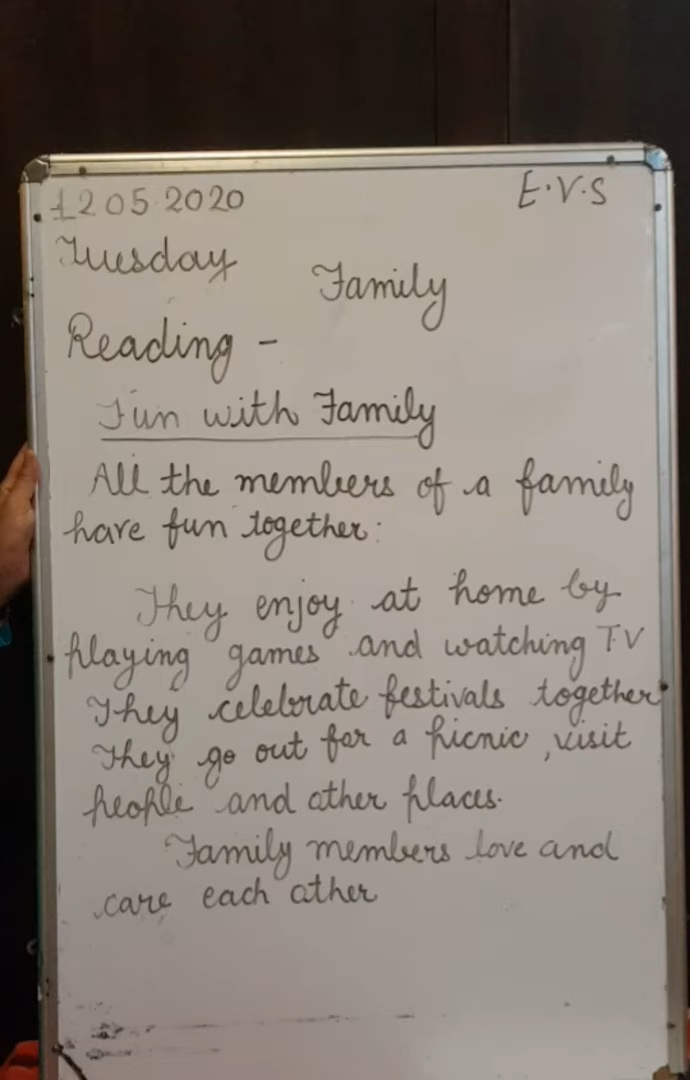 12 05 2020 E.V.S
Tuesday
Family
Reading -
Fun with Family
All the members of a family
have fun together:
They enjoy at home by
playing games and watching TV
They celebrate festivals together
They go out for a picnic, visit
people and other places.
Family members love and
care each other